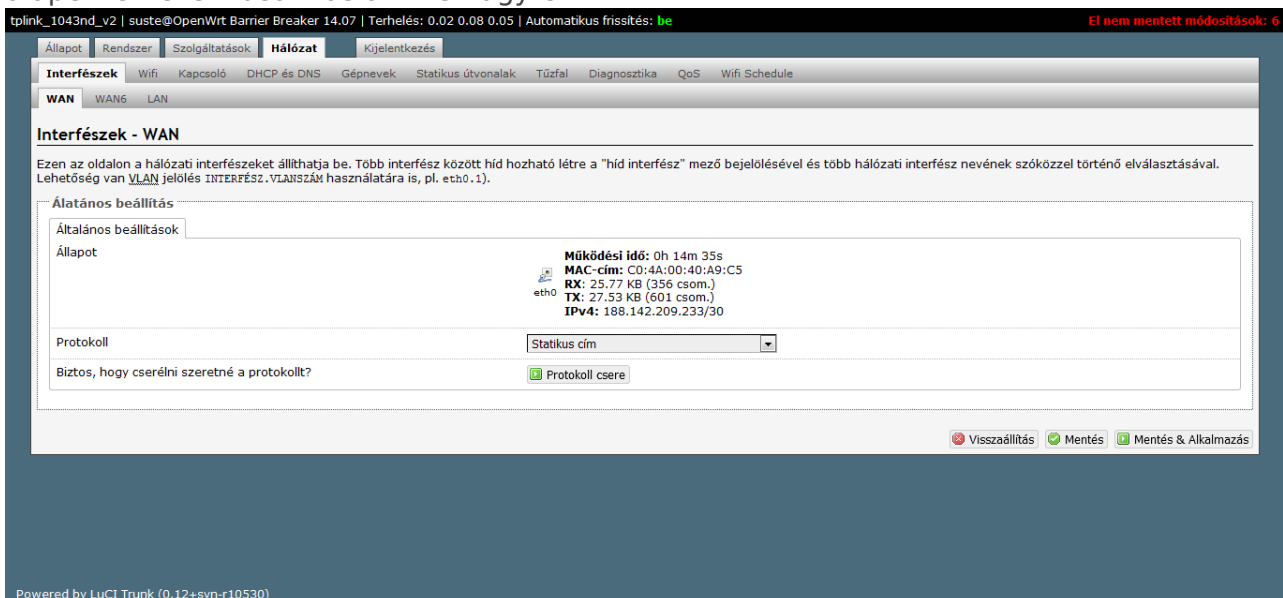 tplink_1043nd_v2 | suste@OpenWrt Barrier Breaker 14.07 | Terhelés: 0.02 0.08 0.05 | Automatikus frissítés: be El nem mentett módosítások: 6
Állapot Rendszer Szolgáltatások Hálózat Kijelentkezés
Interfészek Wifi Kapcsoló DHCP és DNS Gépnevek Statikus útvonalak Tűzfal Diagnosztika QoS Wifi Schedule
WAN WAN6 LAN
Interfészek - WAN
Ezen az oldalon a hálózati interfészeket állíthatja be. Több interfész között híd hozható létre a "híd interfész" mező bejelölésével és több hálózati interfész nevének szóközzel történő elválasztásával.
Lehetőség van VLAN jelölés INTERFÉSZ.VLANSZÁM használatára is, pl. eth0.1).
Álatános beállítás
Általános beállítások
Állapot
eth0
Működési idő: 0h 14m 35s
MAC-cím: C0:4A:00:40:A9:C5
RX: 25.77 KB (356 csom.)
TX: 27.53 KB (601 csom.)
IPv4: 188.142.209.233/30
Protokoll Statikus cím
Biztos, hogy cserélni szeretné a protokollt? Protokoll csere
Visszaállítás Mentés Mentés & Alkalmazás
Powered by LuCI Trunk (0.12+svn-r10530)